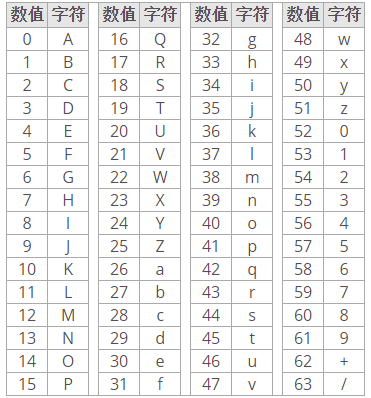 数值 字符 数值 字符 数值 字符 数值 字符
0 A 16 Q 32 g 48 w
1 B 17 R 33 h 49 x
2 C 18 S 34 i 50 y
3 D 19 T 35 j 51 z
4 E 20 U 36 k 52 0
5 F 21 V 37 l 53 1
6 G 22 W 38 m 54 2
7 H 23 X 39 n 55 3
8 I 24 Y 40 o 56 4
9 J 25 Z 41 p 57 5
10 K 26 a 42 q 58 6
11 L 27 b 43 r 59 7
12 M 28 c 44 s 60 8
13 N 29 d 45 t 61 9
14 O 30 e 46 u 62 +
15 P 31 f 47 v 63 /